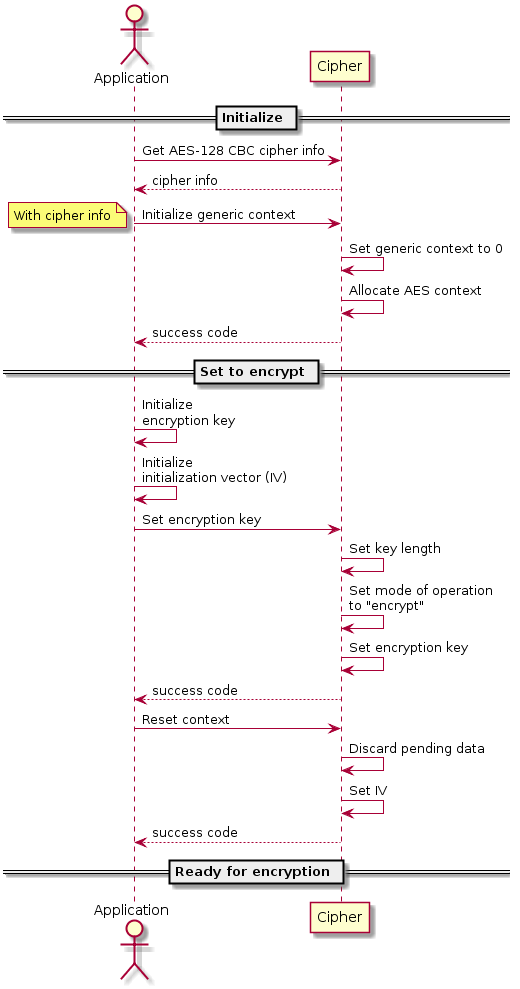 Application
Cipher
Initialize
Get AES-128 CBC cipher info
cipher info
With cipher info
Initialize generic context
Set generic context to 0
Allocate AES context
success code
Set to encrypt
Initialize
encryption key
Initialize
initialization vector (IV)
Set encryption key
Set key length
Set mode of operation
to "encrypt"
Set encryption key
success code
Reset context
Discard pending data
Set IV
success code
Ready for encryption
Application
Cipher